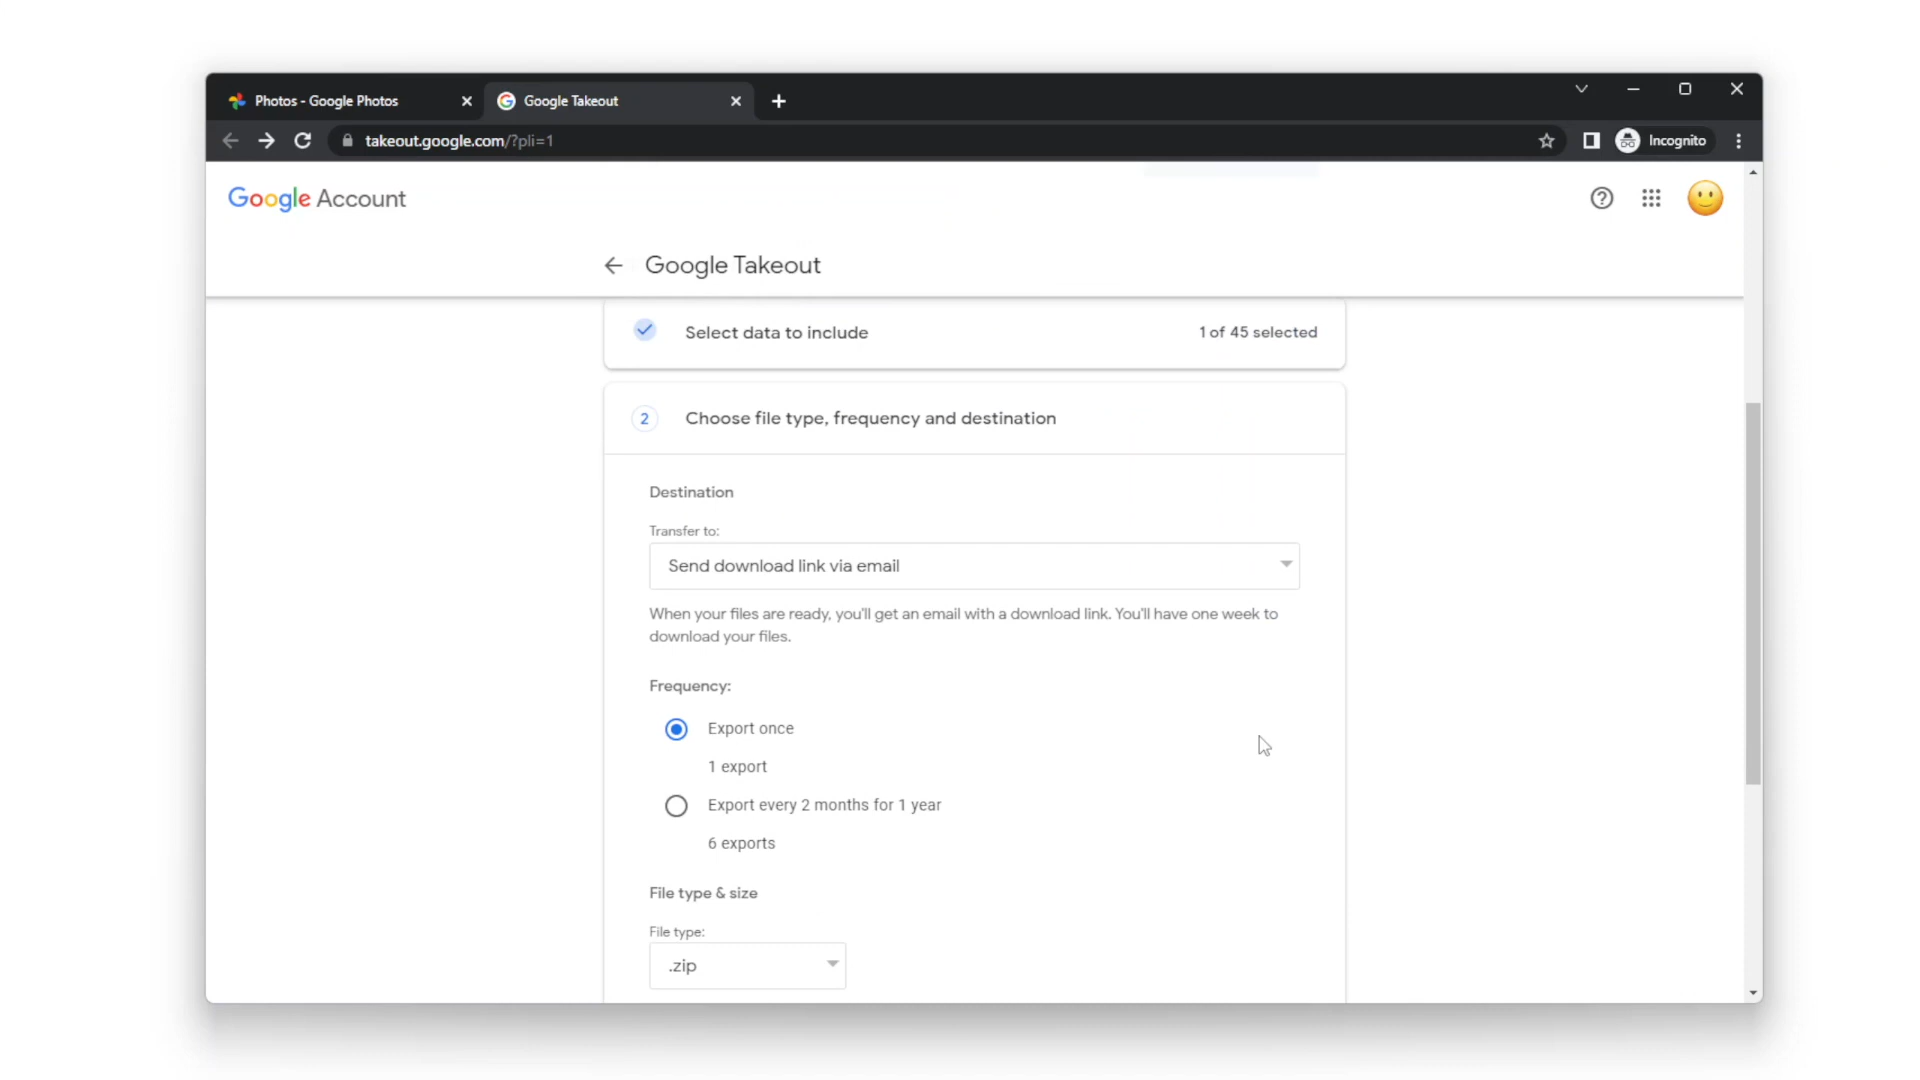 Photos - Google Photos
Google Takeout
takeout.google.com/?pli=1
Incognito
Google Account
Google Takeout
Select data to include
1 of 45 selected
2
Choose file type, frequency and destination
Destination
Transfer to:
Send download link via email
When your files are ready, you'll get an email with a download link. You'll have one week to
download your files.
Frequency:
Export once
1 export
Export every 2 months for 1 year
6 exports
File type & size
File type:
.zip